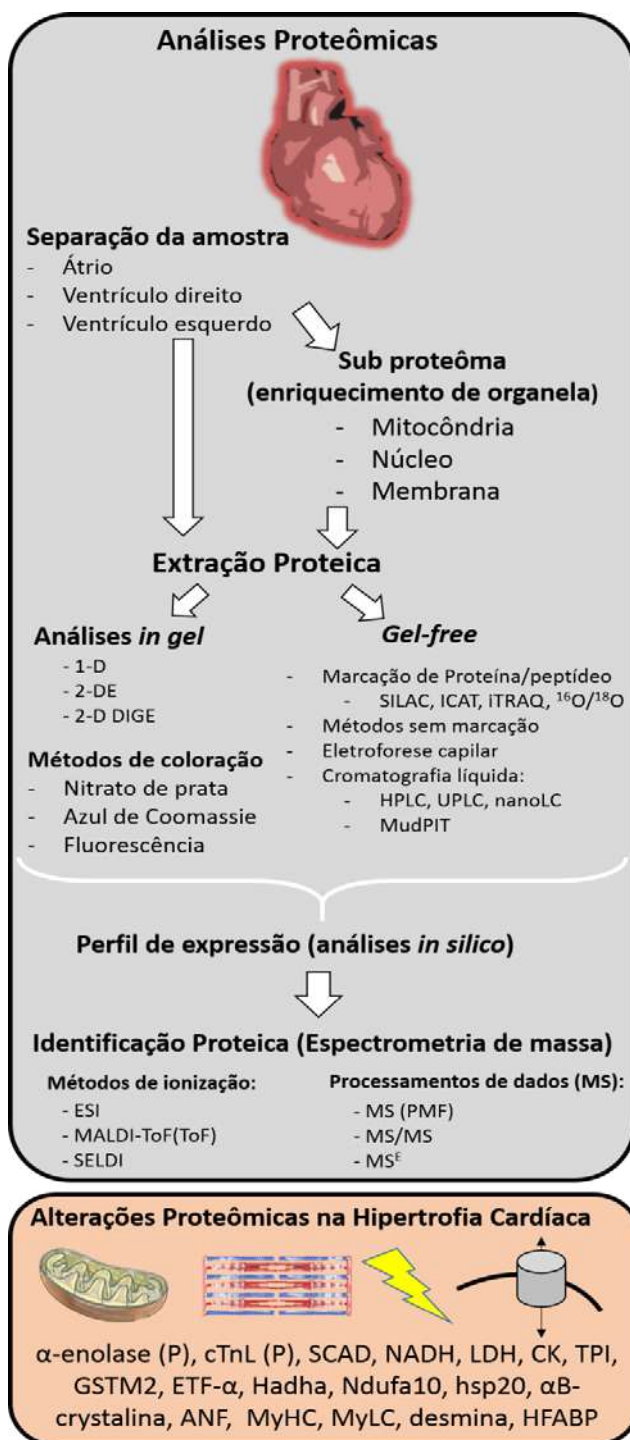 Análises Proteômicas
Separação da amostra
- Átrio
- Ventrículo direito
- Ventrículo esquerdo
Sub proteôma
(enriquecimento de organela)
- Mitocôndria
- Núcleo
- Membrana
Extração Proteica
Análises in gel
- 1-D
- 2-DE
- 2-D DIGE
Métodos de coloração
- Nitrato de prata
- Azul de Coomassie
- Fluorescência
Gel-free
- Marcação de Proteína/peptídeo
- SILAC, ICAT, iTRAQ, ¹⁶O/¹⁸O
- Métodos sem marcação
- Eletroforese capilar
- Cromatografia líquida:
- HPLC, UPLC, nanoLC
- MudPIT
Perfil de expressão (análises in silico)
Identificação Proteica (Espectrometria de massa)
Métodos de ionização:
- ESI
- MALDI-ToF(ToF)
- SELDI
Processamentos de dados (MS):
- MS (PMF)
- MS/MS
- MSᴱ
Alterações Proteômicas na Hipertrofia Cardíaca
α-enolase (P), cTnL (P), SCAD, NADH, LDH, CK, TPI,
GSTM2, ETF-α, Hadha, Ndufa10, hsp20, αB-
crystalina, ANF, MyHC, MyLC, desmina, HFABP